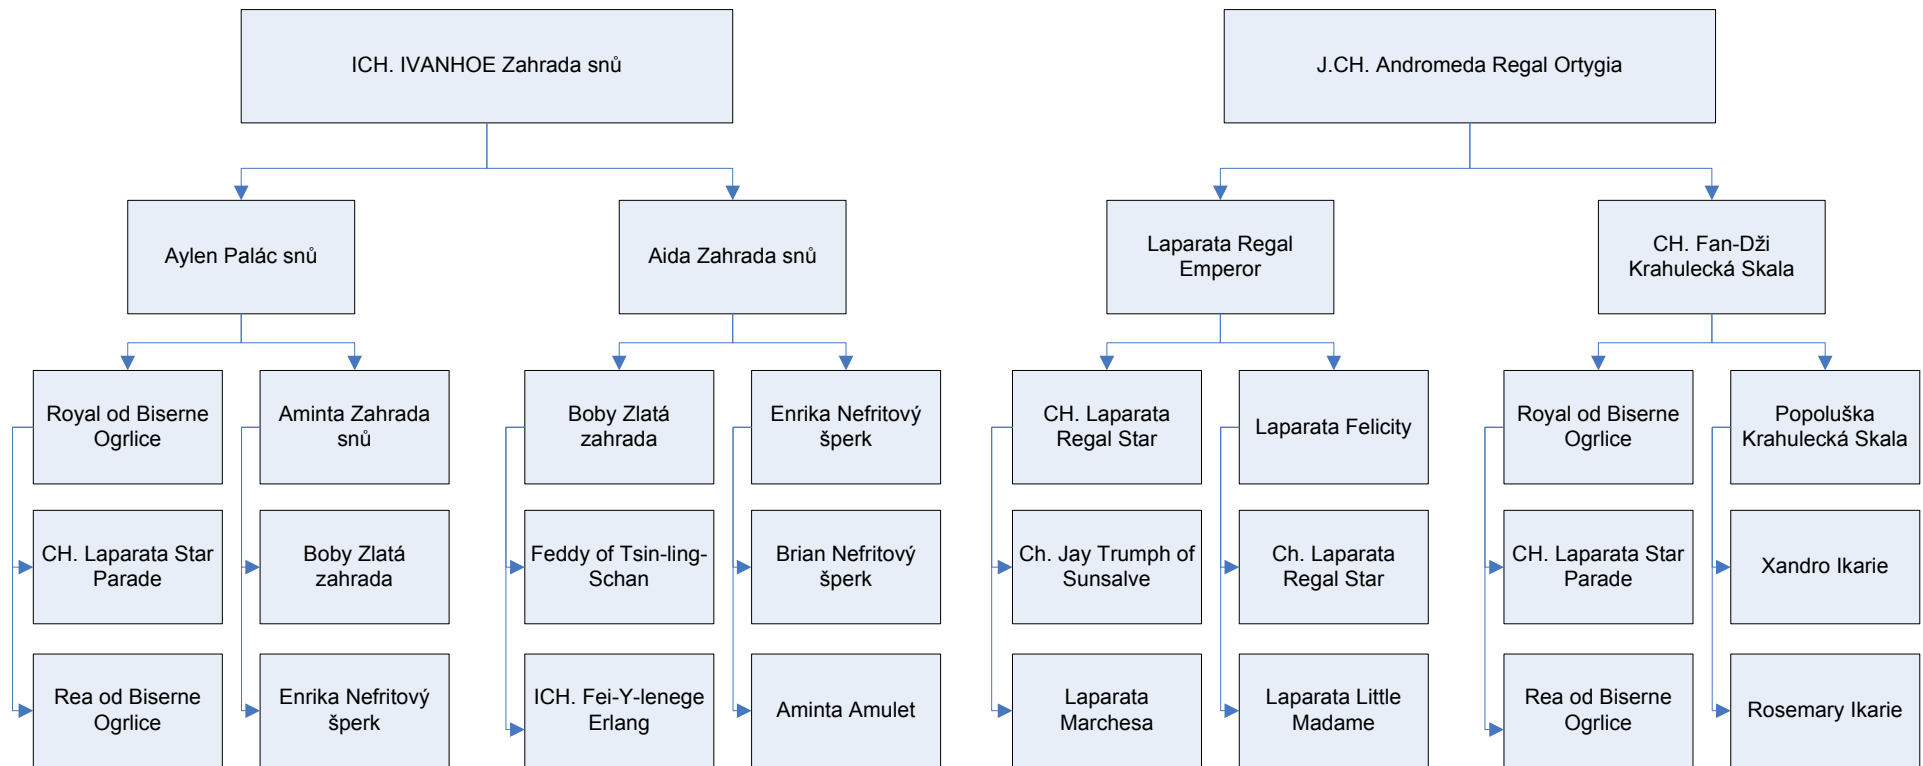 ICH. IVANHOE Zahrada snů
J.CH. Andromeda Regal Ortygia
Aylen Palác snů
Aida Zahrada snů
Laparata Regal
Emperor
CH. Fan-Dži
Krahulecká Skala
Royal od Biserne
Ogrlice
Aminta Zahrada
snů
Boby Zlatá
zahrada
Enrika Nefritový
šperk
CH. Laparata
Regal Star
Laparata Felicity
Royal od Biserne
Ogrlice
Popoluška
Krahulecká Skala
CH. Laparata Star
Parade
Boby Zlatá
zahrada
Feddy of Tsin-ling-
Schan
Brian Nefritový
šperk
Ch. Jay Trumph of
Sunsalve
Ch. Laparata
Regal Star
CH. Laparata Star
Parade
Xandro Ikarie
Rea od Biserne
Ogrlice
Enrika Nefritový
šperk
ICH. Fei-Y-lenege
Erlang
Aminta Amulet
Laparata
Marchesa
Laparata Little
Madame
Rea od Biserne
Ogrlice
Rosemary Ikarie